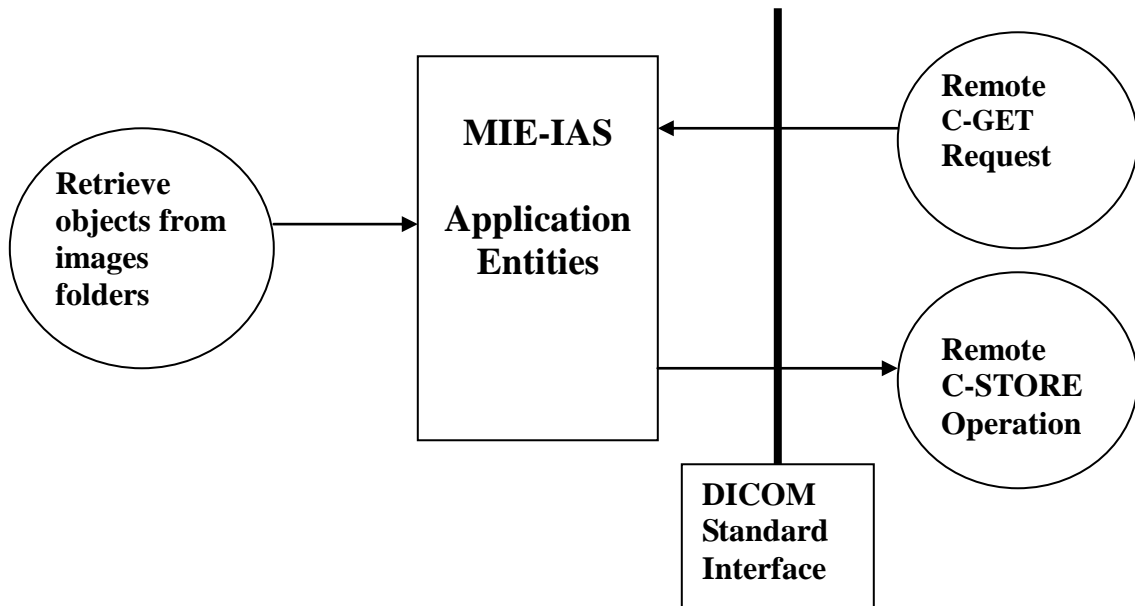 Retrieve
objects from
images
folders
MIE-IAS
Application
Entities
Remote
C-GET
Request
Remote
C-STORE
Operation
DICOM
Standard
Interface